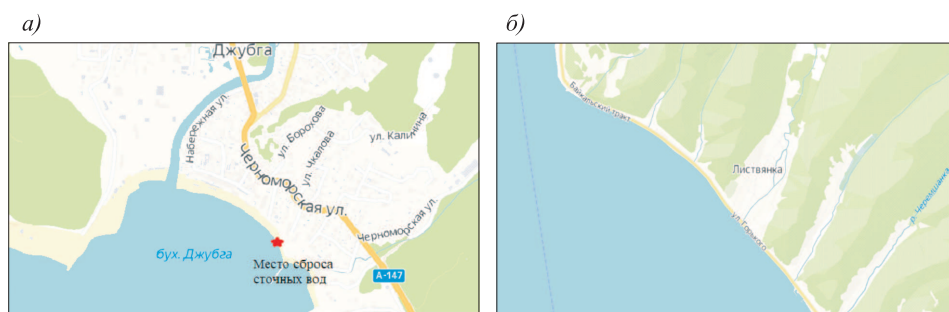 а)
Джубга
Набережная ул.
ул. Борохова
ул. Чкалова
ул. Калинина
Черноморская ул.
Черноморская ул.
бух. Джубга
Место сброса
сточных вод
А-147
б)
Байкальский тракт
Листвянка
ул. Горького
р. Черемшанка